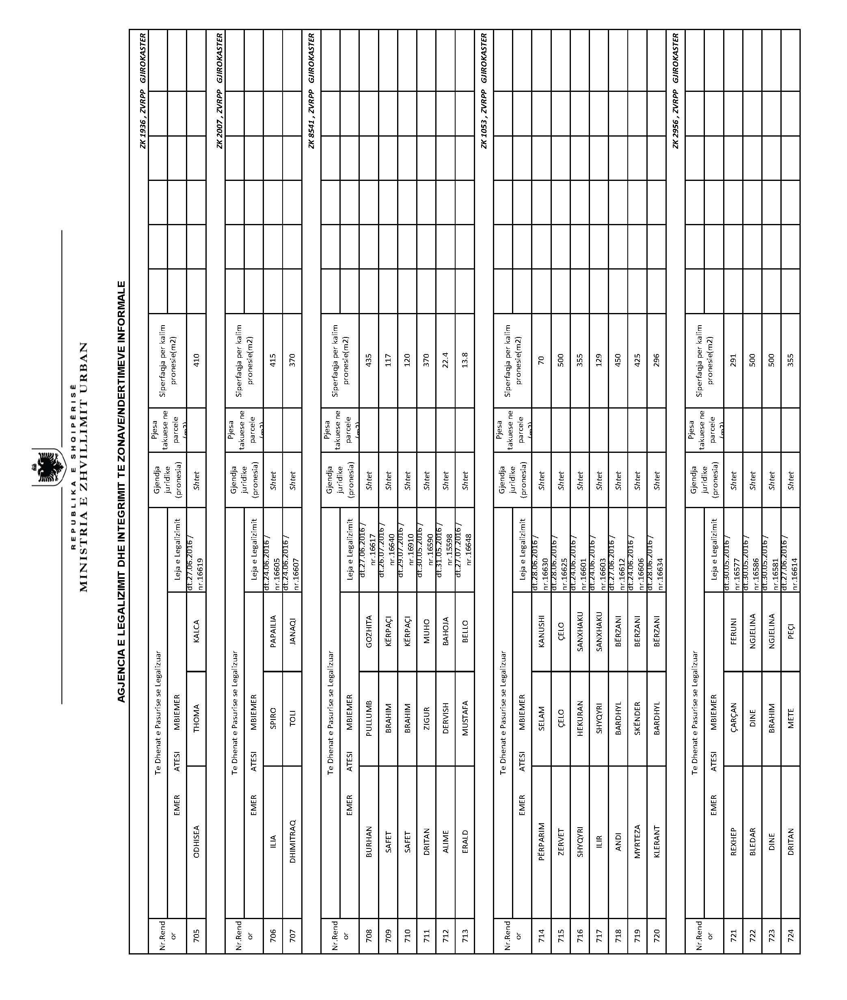 REPUBLIKA E SHQIPËRISË
MINISTRIA E ZHVILLIMIT URBAN
AGJENCIA E LEGALIZIMIT DHE INTEGRIMIT TE ZONAVE/NDERTIMEVE INFORMALE
ZK 1936 , ZVRPP GJIROKASTER
Nr.Rendor Te Dhenat e Pasurise se Legalizuar Gjendja juridike (pronesia) Pjesa takuese ne parcele (m2) Siperfaqja per kalim pronesie(m2)
EMER ATESI MBIEMER Leja e Legalizimit
705 ODHISEA THOMA KALCA dt.27.06.2016 / nr.16619 Shtet 410
ZK 2007 , ZVRPP GJIROKASTER
Nr.Rendor Te Dhenat e Pasurise se Legalizuar Gjendja juridike (pronesia) Pjesa takuese ne parcele (m2) Siperfaqja per kalim pronesie(m2)
EMER ATESI MBIEMER Leja e Legalizimit
706 ILIA SPIRO PAPAILIA dt.24.06.2016 / nr.16605 Shtet 415
707 DHIMITRAQ TOLI JANAQI dt.24.06.2016 / nr.16607 Shtet 370
ZK 8541 , ZVRPP GJIROKASTER
Nr.Rendor Te Dhenat e Pasurise se Legalizuar Gjendja juridike (pronesia) Pjesa takuese ne parcele (m2) Siperfaqja per kalim pronesie(m2)
EMER ATESI MBIEMER Leja e Legalizimit
708 BURHAN PULLUMB GOZHITA dt.27.06.2016 / nr.16617 Shtet 435
709 SAFET BRAHIM KËRPAÇI dt.26.07.2016 / nr.16640 Shtet 117
710 SAFET BRAHIM KËRPAÇI dt.29.07.2016 / nr.16910 Shtet 120
711 DRITAN ZIGUR MUHO dt.30.05.2016 / nr.16590 Shtet 370
712 ALIME DERVISH BAHOJA dt.31.05.2016 / nr.15598 Shtet 22.4
713 ERALD MUSTAFA BELLO dt.27.07.2016 / nr.16648 Shtet 13.8
ZK 1053 , ZVRPP GJIROKASTER
Nr.Rendor Te Dhenat e Pasurise se Legalizuar Gjendja juridike (pronesia) Pjesa takuese ne parcele (m2) Siperfaqja per kalim pronesie(m2)
EMER ATESI MBIEMER Leja e Legalizimit
714 PËRPARIM SELAM KANUSHI dt.28.06.2016 / nr.16630 Shtet 70
715 ZERVET ÇELO ÇELO dt.28.06.2016 / nr.16625 Shtet 500
716 SHYQYRI HEKURAN SANXHAKU dt.24.06.2016 / nr.16601 Shtet 355
717 ILIR SHYQYRI SANXHAKU dt.24.06.2016 / nr.16603 Shtet 129
718 ANDI BARDHYL BËRZANI dt.27.06.2016 / nr.16612 Shtet 450
719 MYRTEZA SKËNDER BERZANI dt.24.06.2016 / nr.16606 Shtet 425
720 KLERANT BARDHYL BËRZANI dt.28.06.2016 / nr.16634 Shtet 296
ZK 2956 , ZVRPP GJIROKASTER
Nr.Rendor Te Dhenat e Pasurise se Legalizuar Gjendja juridike (pronesia) Pjesa takuese ne parcele (m2) Siperfaqja per kalim pronesie(m2)
EMER ATESI MBIEMER Leja e Legalizimit
721 REXHEP ÇARÇAN FERUNI dt.30.05.2016 / nr.16577 Shtet 291
722 BLEDAR DINE NGJELINA dt.30.05.2016 / nr.16586 Shtet 500
723 DINE BRAHIM NGJELINA dt.30.05.2016 / nr.16581 Shtet 500
724 DRITAN METE PEÇI dt.27.06.2016 / nr.16614 Shtet 355